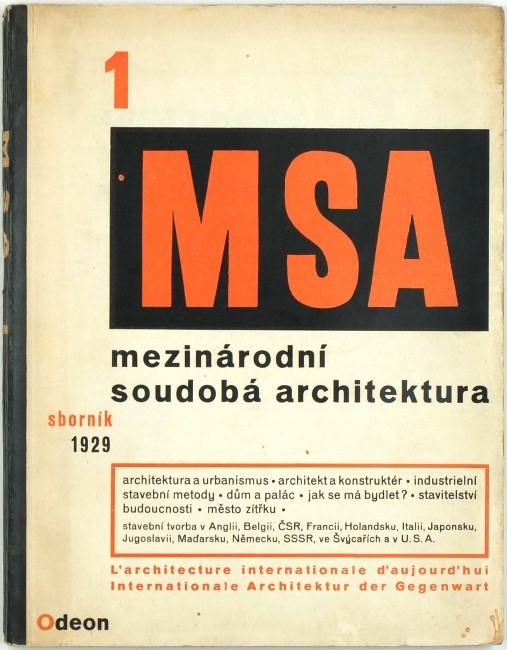 1
MSA
mezinárodní
soudobá architektura
sborník
1929
architektura a urbanismus • architekt a konstruktér • industrielní
stavební metody • dům a palác • jak se má bydlet? • stavitelství
budoucnosti • město zítřku •
stavební tvorba v Anglii, Belgii, ČSR, Francii, Holandsku, Italii, Japonsku,
Jugoslavii, Maďarsku, Německu, SSSR, ve Švýcařích a v U.S.A.
L'architecture internationale d'aujourd'hui
Internationale Architektur der Gegenwart
Odeon